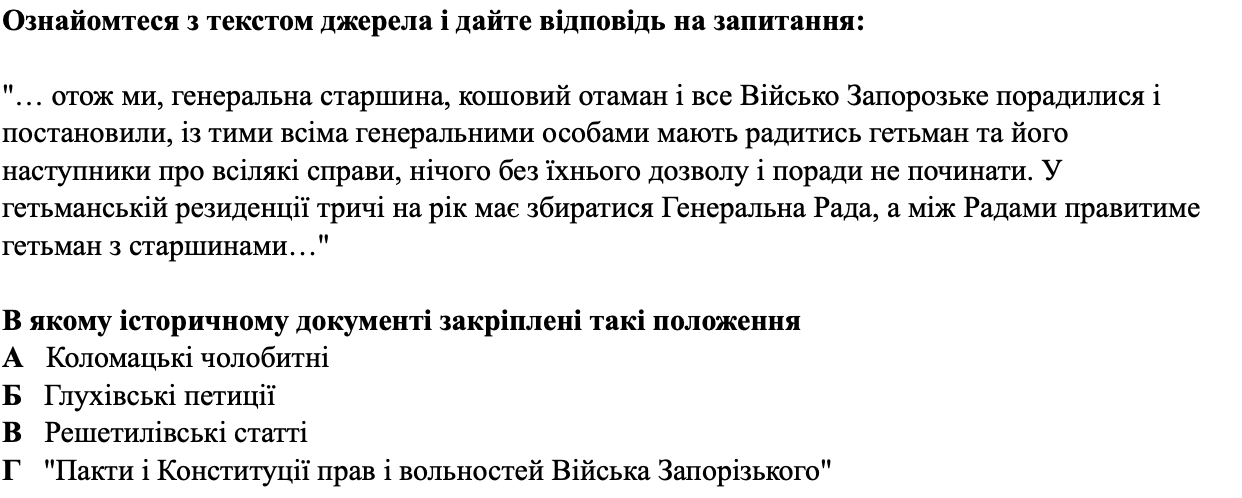 Ознайомтеся з текстом джерела і дайте відповідь на запитання:
"… отож ми, генеральна старшина, кошовий отаман і все Військо Запорозьке порадилися і
постановили, із тими всіма генеральними особами мають радитись гетьман та його
наступники про всілякі справи, нічого без їхнього дозволу і поради не починати. У
гетьманській резиденції тричі на рік має збиратися Генеральна Рада, а між Радами правитиме
гетьман з старшинами…"
В якому історичному документі закріплені такі положення
А Коломацькі чолобитні
Б Глухівські петиції
В Решетилівські статті
Г "Пакти і Конституції прав і вольностей Війська Запорізького"